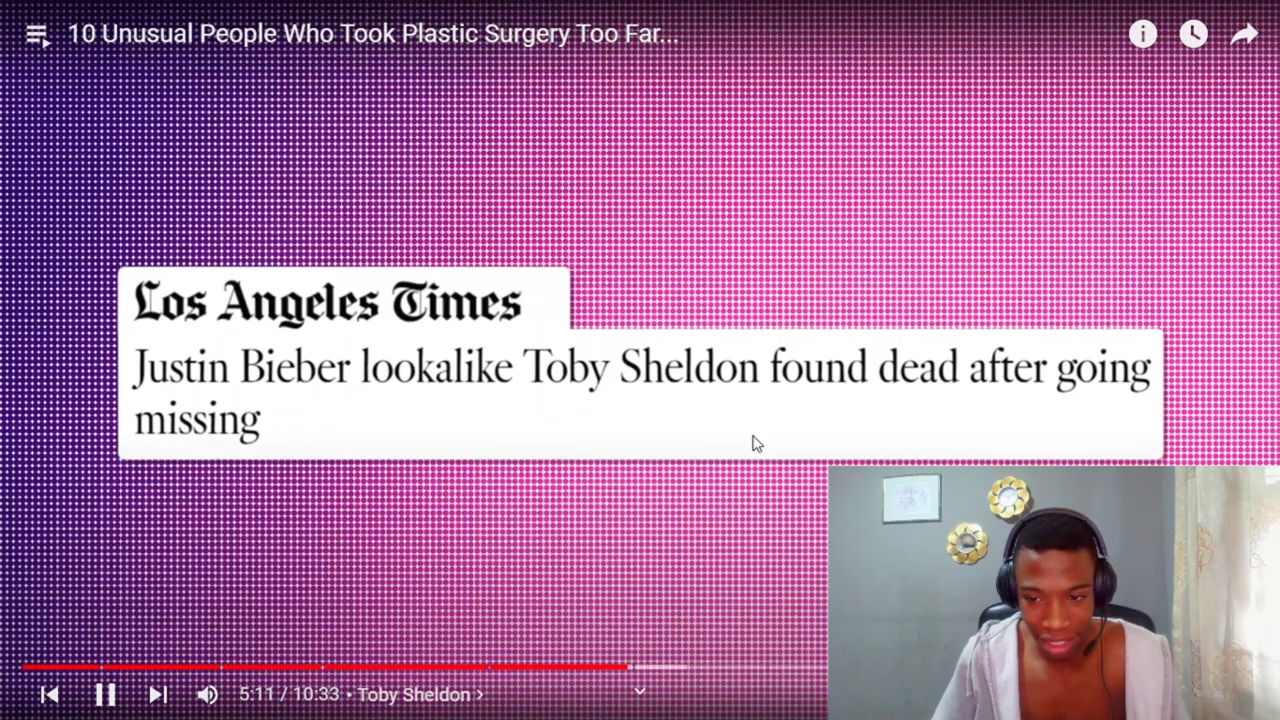 10 Unusual People Who Took Plastic Surgery Too Far...
Los Angeles Times
Justin Bieber lookalike Toby Sheldon found dead after going
missing
5:11 / 10:33 • Toby Sheldon >